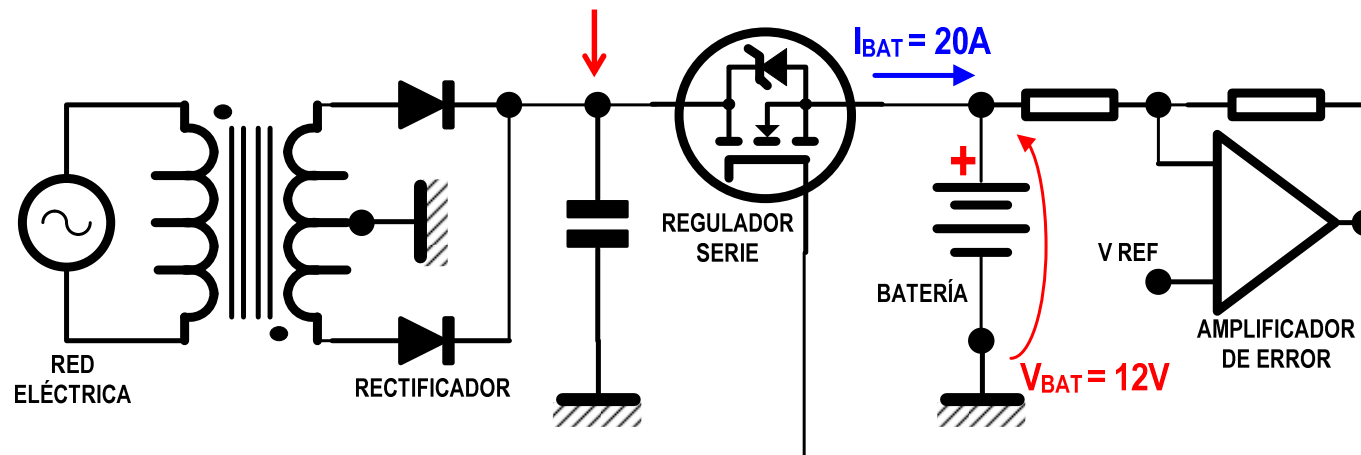 IBAT = 20A
REGULADOR
SERIE
+
V REF
BATERÍA
AMPLIFICADOR
DE ERROR
RED
ELÉCTRICA
RECTIFICADOR
VBAT = 12V